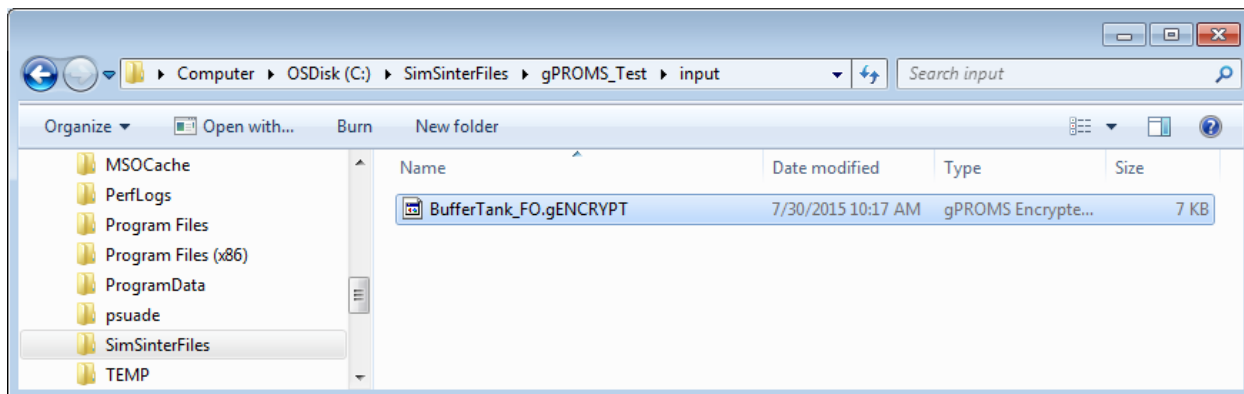 Computer OSDisk (C:) SimSinterFiles gPROMS_Test input Search input
Organize Open with... Burn New folder
MSOCache
PerfLogs
Program Files
Program Files (x86)
ProgramData
psuade
SimSinterFiles
TEMP
Name Date modified Type Size
BufferTank_FO.gENCRYPT 7/30/2015 10:17 AM gPROMS Encrypte... 7 KB